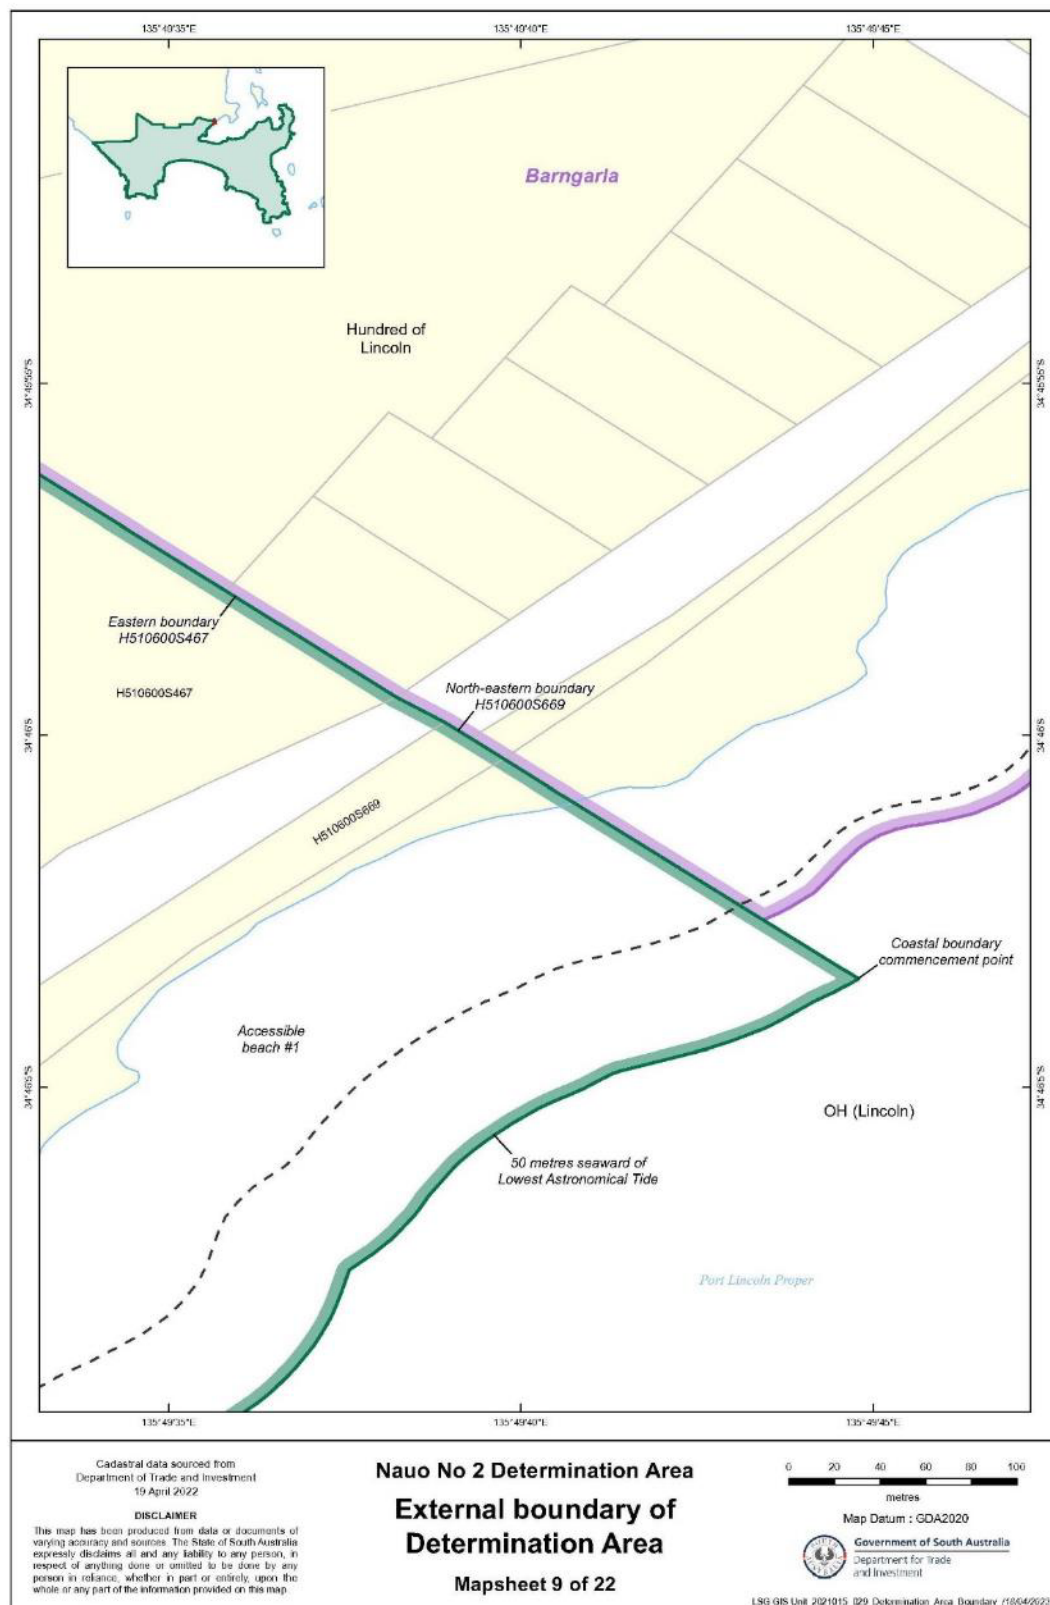 135°49'35"E
135°49'40"E
135°49'45"E
Barngarla
Hundred of
Lincoln
34°45'55"S
34°45'55"S
Eastern boundary
H510600S467
H510600S467
North-eastern boundary
H510600S669
34°46'S
34°46'S
H510600S669
Coastal boundary
commencement point
Accessible
beach #1
34°46'5"S
34°46'5"S
OH (Lincoln)
50 metres seaward of
Lowest Astronomical Tide
Port Lincoln Proper
135°49'35"E
135°49'40"E
135°49'45"E
Cadastral data sourced from
Department of Trade and Investment
19 April 2022
DISCLAIMER
This map has been produced from data or documents of
varying accuracy and sources. The State of South Australia
expressly disclaims all and any liability to any person, in
respect of anything done or omitted to be done by any
person in reliance, whether in part or entirely, upon the
whole or any part of the information provided on this map.
Nauo No 2 Determination Area
External boundary of
Determination Area
Mapsheet 9 of 22
0 20 40 60 80 100
metres
Map Datum : GDA2020
Government of South Australia
Department for Trade
and Investment
LSG GIS Unit 2021015_029_Determination_Area_Boundary (18/04/2023)